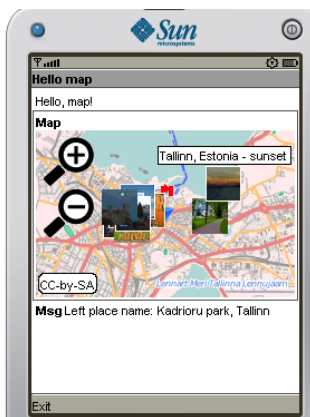 Sun
microsystems
Hello map
Hello, map!
Map
Tallinn, Estonia - sunset
CC-by-SA
Lennart Meri Tallinna Lennujaam
Msg Left place name: Kadrioru park, Tallinn
Exit